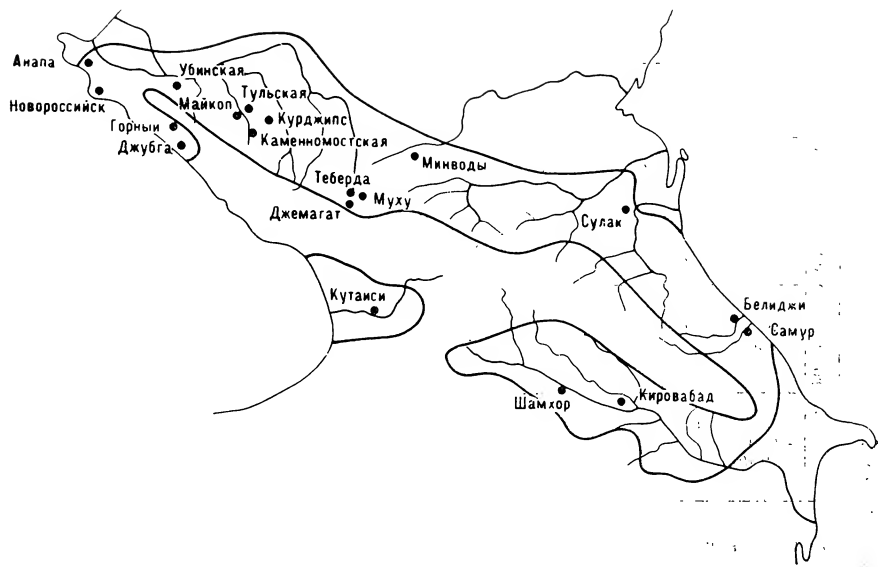 Анапа
Убинская
Новороссийск
Майкоп
Тульская
Курджипс
Горный
Каменномостская
Джубга
Минводы
Теберда
Муху
Джемагат
Сулак
Кутаиси
Белиджи
Самур
Шамхор
Кировабад